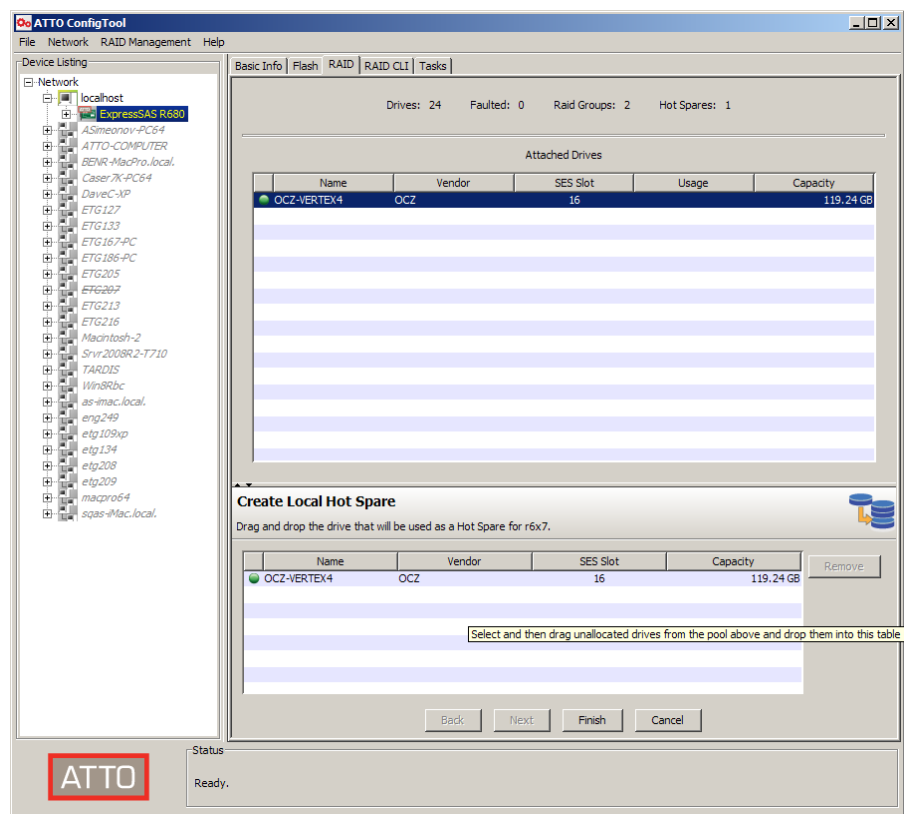 ATTO ConfigTool
File Network RAID Management Help
Device Listing
Network
localhost
ExpressSAS R680
ASimeonov-PC64
ATTO-COMPUTER
BENR-MacPro.local.
Caser7K-PC64
DaveC-XP
ETG127
ETG133
ETG167-PC
ETG186-PC
ETG205
ETG207
ETG213
ETG216
Macintosh-2
Srvr2008R2-T710
TARDIS
Win8Rbc
as-imac.local.
eng249
etg109xp
etg134
etg208
etg209
macpro64
sqas-iMac.local.
Basic Info Flash RAID RAID CLI Tasks
Drives: 24 Faulted: 0 Raid Groups: 2 Hot Spares: 1
Attached Drives
Name Vendor SES Slot Usage Capacity
OCZ-VERTEX4 OCZ 16 119.24 GB
Create Local Hot Spare
Drag and drop the drive that will be used as a Hot Spare for r6x7.
Name Vendor SES Slot Capacity
Remove
OCZ-VERTEX4 OCZ 16 119.24 GB
Select and then drag unallocated drives from the pool above and drop them into this table
Back Next Finish Cancel
ATTO
Status
Ready.